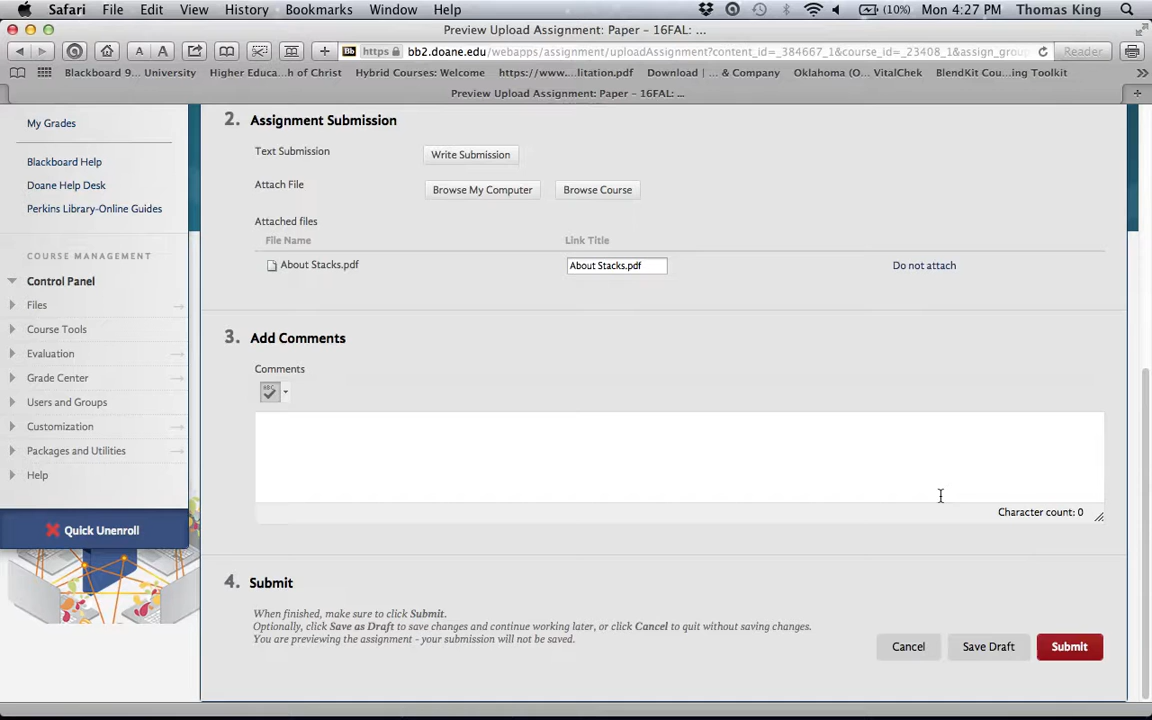 Safari File Edit View History Bookmarks Window Help (10%) Mon 4:27 PM Thomas King
Preview Upload Assignment: Paper – 16FAL: ...
A A Bb https bb2.doane.edu/webapps/assignment/uploadAssignment?content_id=_384667_1&course_id=_23408_1&assign_grou Reader
Blackboard 9... University Higher Educa...h of Christ Hybrid Courses: Welcome https://www....litation.pdf Download | ... & Company Oklahoma (O... VitalChek BlendKit Cou...ing Toolkit
Preview Upload Assignment: Paper – 16FAL: ...
My Grades
Blackboard Help
Doane Help Desk
Perkins Library-Online Guides
COURSE MANAGEMENT
Control Panel
Files
Course Tools
Evaluation
Grade Center
Users and Groups
Customization
Packages and Utilities
Help
Quick Unenroll
2. Assignment Submission
Text Submission Write Submission
Attach File Browse My Computer Browse Course
Attached files
File Name Link Title
About Stacks.pdf About Stacks.pdf Do not attach
3. Add Comments
Comments
ABC
Character count: 0
4. Submit
When finished, make sure to click Submit.
Optionally, click Save as Draft to save changes and continue working later, or click Cancel to quit without saving changes.
You are previewing the assignment - your submission will not be saved.
Cancel Save Draft Submit